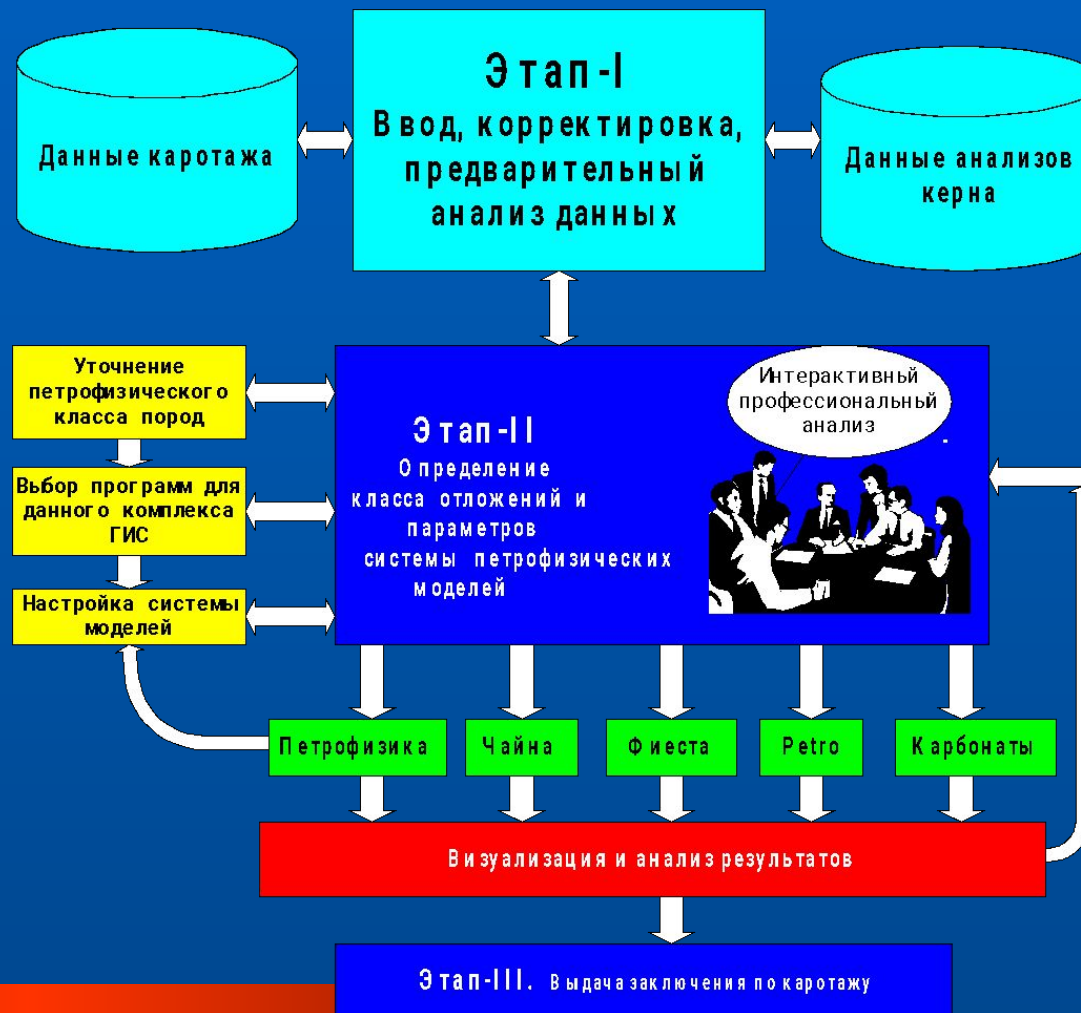 Этап-I
Ввод, корректировка,
предварительный
анализ данных
Данные каротажа
Данные анализов
керна
Уточнение
петрофизического
класса пород
Выбор программ для
данного комплекса
ГИС
Настройка системы
моделей
Этап-II
Определение
класса отложений и
параметров
системы петрофизических
моделей
Интерактивный
профессиональный
анализ
.
Петрофизика
Чайна
Фиеста
Petro
Карбонаты
Визуализация и анализ результатов
Этап-III. Выдача заключения по каротажу